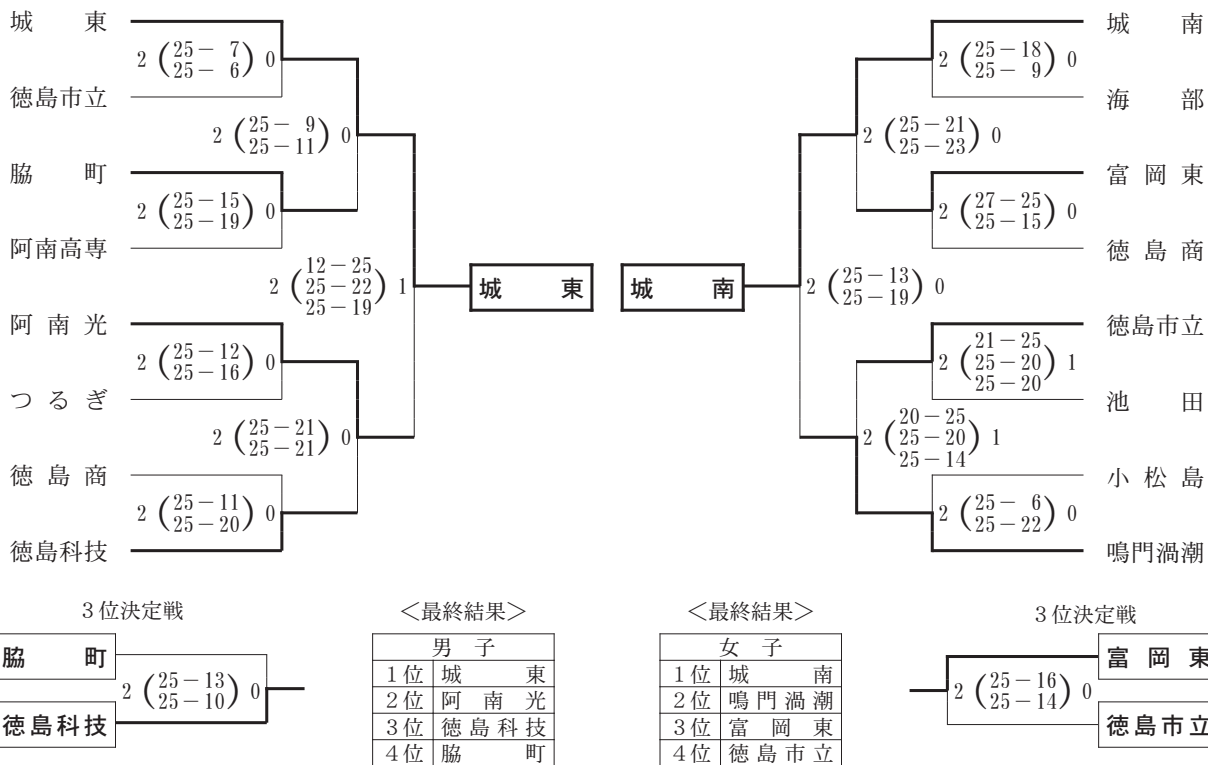 城東
2 (25－7 25－6) 0
徳島市立
2 (25－9 25－11) 0
脇町
2 (25－15 25－19) 0
阿南高専
2 (12－25 25－22 25－19) 1
城東
阿南光
2 (25－12 25－16) 0
つるぎ
2 (25－21 25－21) 0
徳島商
2 (25－11 25－20) 0
徳島科技
城南
2 (25－18 25－9) 0
海部
2 (25－21 25－23) 0
富岡東
2 (27－25 25－15) 0
徳島商
城南
2 (25－13 25－19) 0
徳島市立
2 (21－25 25－20 25－20) 1
池田
2 (20－25 25－20 25－14) 1
小松島
2 (25－6 25－22) 0
鳴門渦潮
3位決定戦
脇町
2 (25－13 25－10) 0
徳島科技
＜最終結果＞
男子
1位 城東
2位 阿南光
3位 徳島科技
4位 脇町
＜最終結果＞
女子
1位 城南
2位 鳴門渦潮
3位 富岡東
4位 徳島市立
3位決定戦
富岡東
2 (25－16 25－14) 0
徳島市立